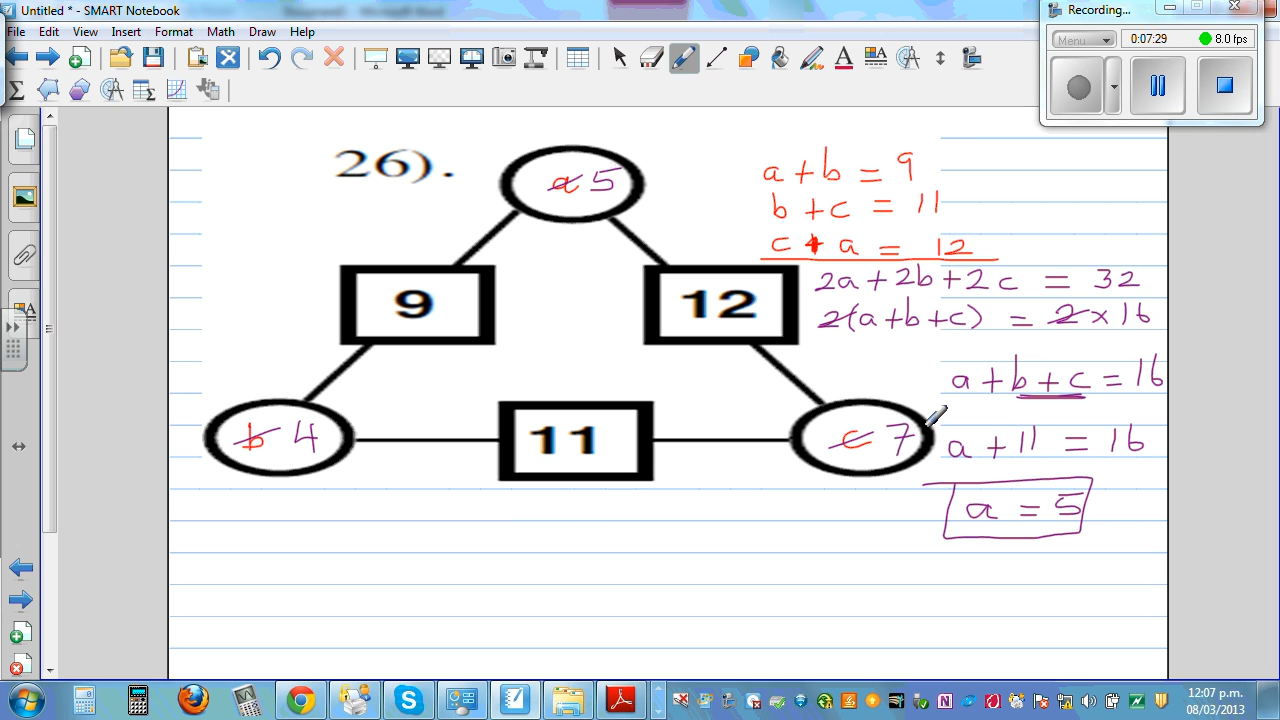 Untitled * - SMART Notebook
File Edit View Insert Format Math Draw Help
Recording...
Menu 0:07:29 8.0 fps
26).
a 5
9
12
b 4
11
c 7
a + b = 9
b + c = 11
c + a = 12
2a + 2b + 2c = 32
2(a + b + c) = 2 × 16
a + b + c = 16
a + 11 = 16
a = 5
12:07 p.m.
08/03/2013